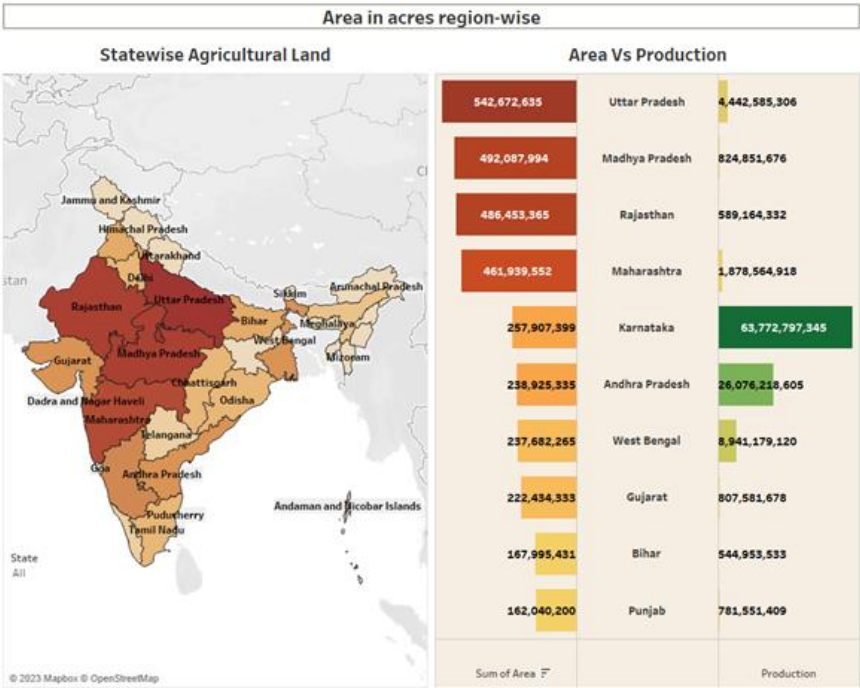 Area in acres region-wise
Statewise Agricultural Land
Jammu and Kashmir
Himachal Pradesh
Uttarakhand
stan
Delhi
Sikkim
Arunachal Pradesh
Rajasthan
Uttar Pradesh
Bihar
Meghalaya
West Bengal
Gujarat
Madhya Pradesh
Mizoram
Chhattisgarh
Dadra and Nagar Haveli
Odisha
Maharashtra
Telangana
Goa
Andhra Pradesh
Andaman and Nicobar Islands
Puducherry
Tamil Nadu
State
All
© 2023 Mapbox © OpenStreetMap
Area Vs Production
542,672,635 Uttar Pradesh 4,442,585,306
492,087,994 Madhya Pradesh 824,851,676
486,453,365 Rajasthan 589,164,332
461,939,552 Maharashtra 1,878,564,918
257,907,399 Karnataka 63,772,797,345
238,925,335 Andhra Pradesh 26,076,218,605
237,682,265 West Bengal 8,941,179,120
222,434,333 Gujarat 807,581,678
167,995,431 Bihar 544,953,533
162,040,200 Punjab 781,551,409
Sum of Area Production